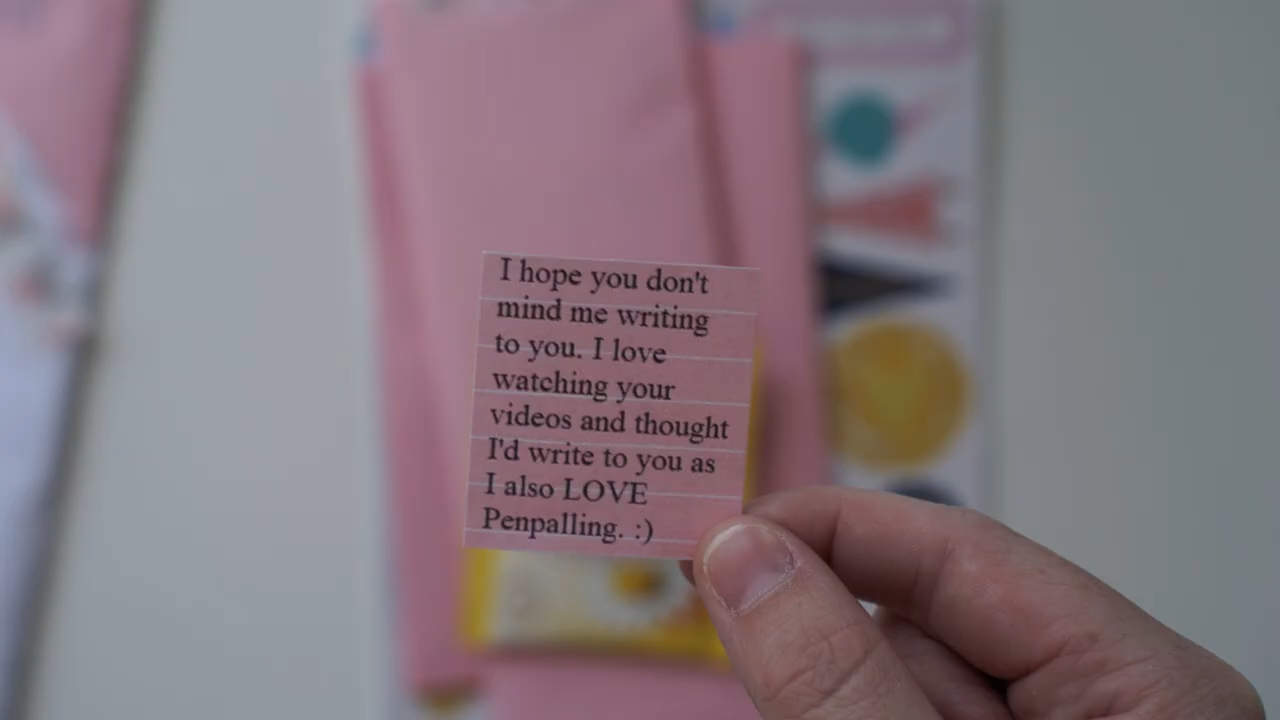 I hope you don't
mind me writing
to you. I love
watching your
videos and thought
I'd write to you as
I also LOVE
Penpalling. :)